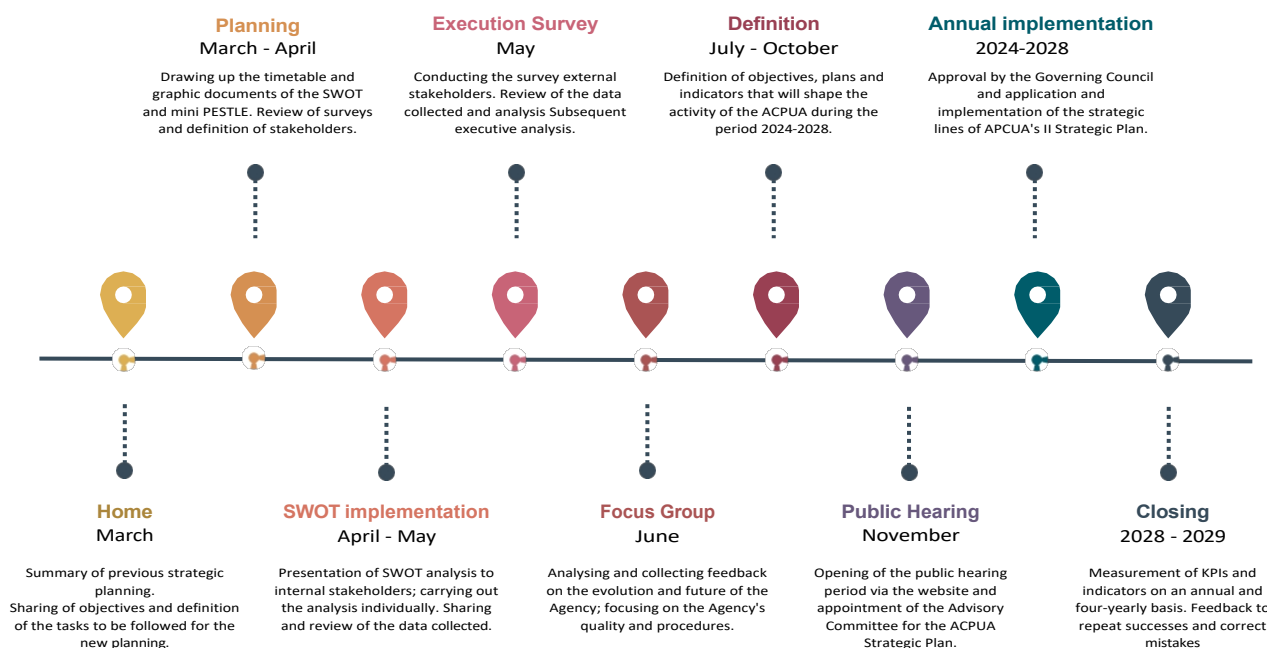 Planning
March - April
Drawing up the timetable and
graphic documents of the SWOT
and mini PESTLE. Review of surveys
and definition of stakeholders.
Execution Survey
May
Conducting the survey external
stakeholders. Review of the data
collected and analysis Subsequent
executive analysis.
Definition
July - October
Definition of objectives, plans and
indicators that will shape the
activity of the ACPUA during the
period 2024-2028.
Annual implementation
2024-2028
Approval by the Governing Council
and application and
implementation of the strategic
lines of APCUA's II Strategic Plan.
Home
March
Summary of previous strategic
planning.
Sharing of objectives and definition
of the tasks to be followed for the
new planning.
SWOT implementation
April - May
Presentation of SWOT analysis to
internal stakeholders; carrying out
the analysis individually. Sharing
and review of the data collected.
Focus Group
June
Analysing and collecting feedback
on the evolution and future of the
Agency; focusing on the Agency's
quality and procedures.
Public Hearing
November
Opening of the public hearing
period via the website and
appointment of the Advisory
Committee for the ACPUA
Strategic Plan.
Closing
2028 - 2029
Measurement of KPIs and
indicators on an annual and
four-yearly basis. Feedback to
repeat successes and correct
mistakes